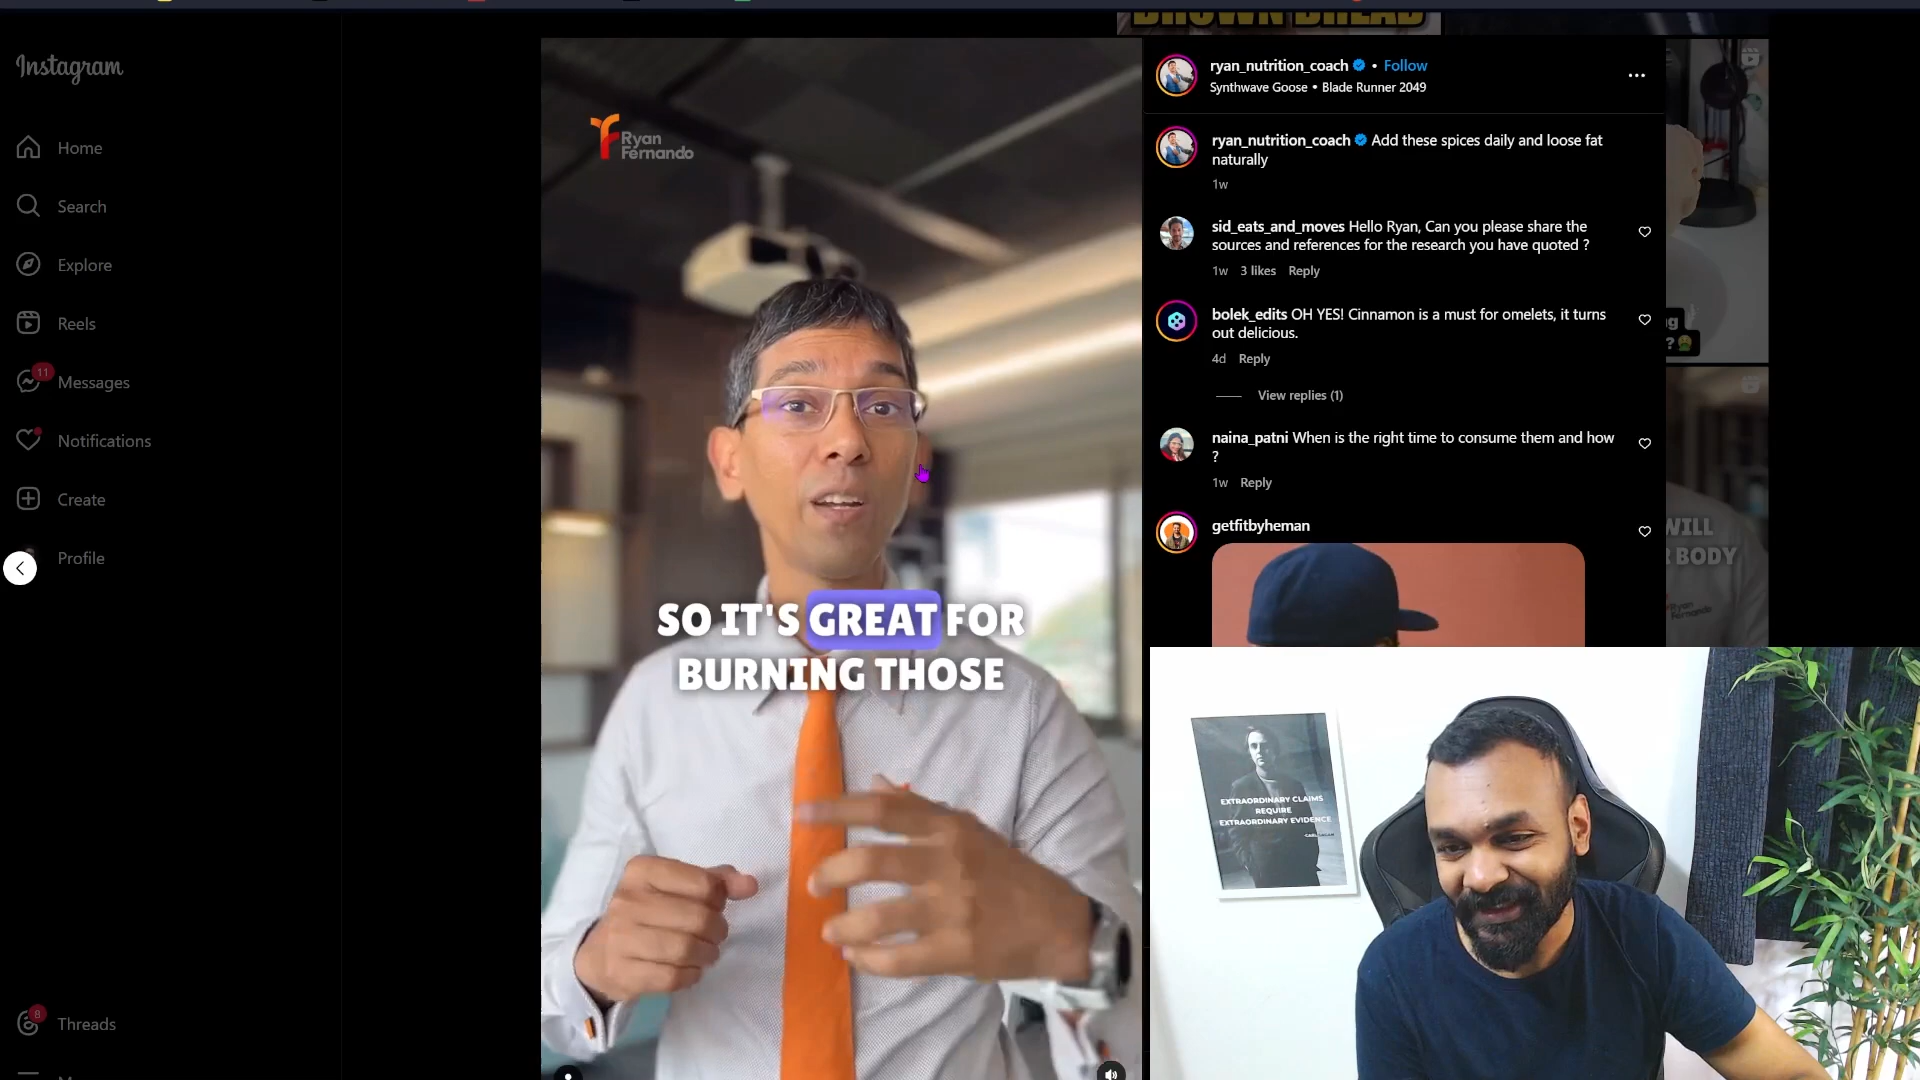 BROWN BREAD
Instagram
Home
Search
Explore
Reels
11
Messages
Notifications
Create
Profile
8
Threads
Ryan
Fernando
SO IT'S GREAT FOR
BURNING THOSE
ryan_nutrition_coach • Follow
Synthwave Goose • Blade Runner 2049
ryan_nutrition_coach Add these spices daily and loose fat
naturally
1w
sid_eats_and_moves Hello Ryan, Can you please share the
sources and references for the research you have quoted ?
1w 3 likes Reply
bolek_edits OH YES! Cinnamon is a must for omelets, it turns
out delicious.
4d Reply
View replies (1)
naina_patni When is the right time to consume them and how
?
1w Reply
getfitbyheman
WILL
BODY
EXTRAORDINARY CLAIMS
REQUIRE
EXTRAORDINARY EVIDENCE